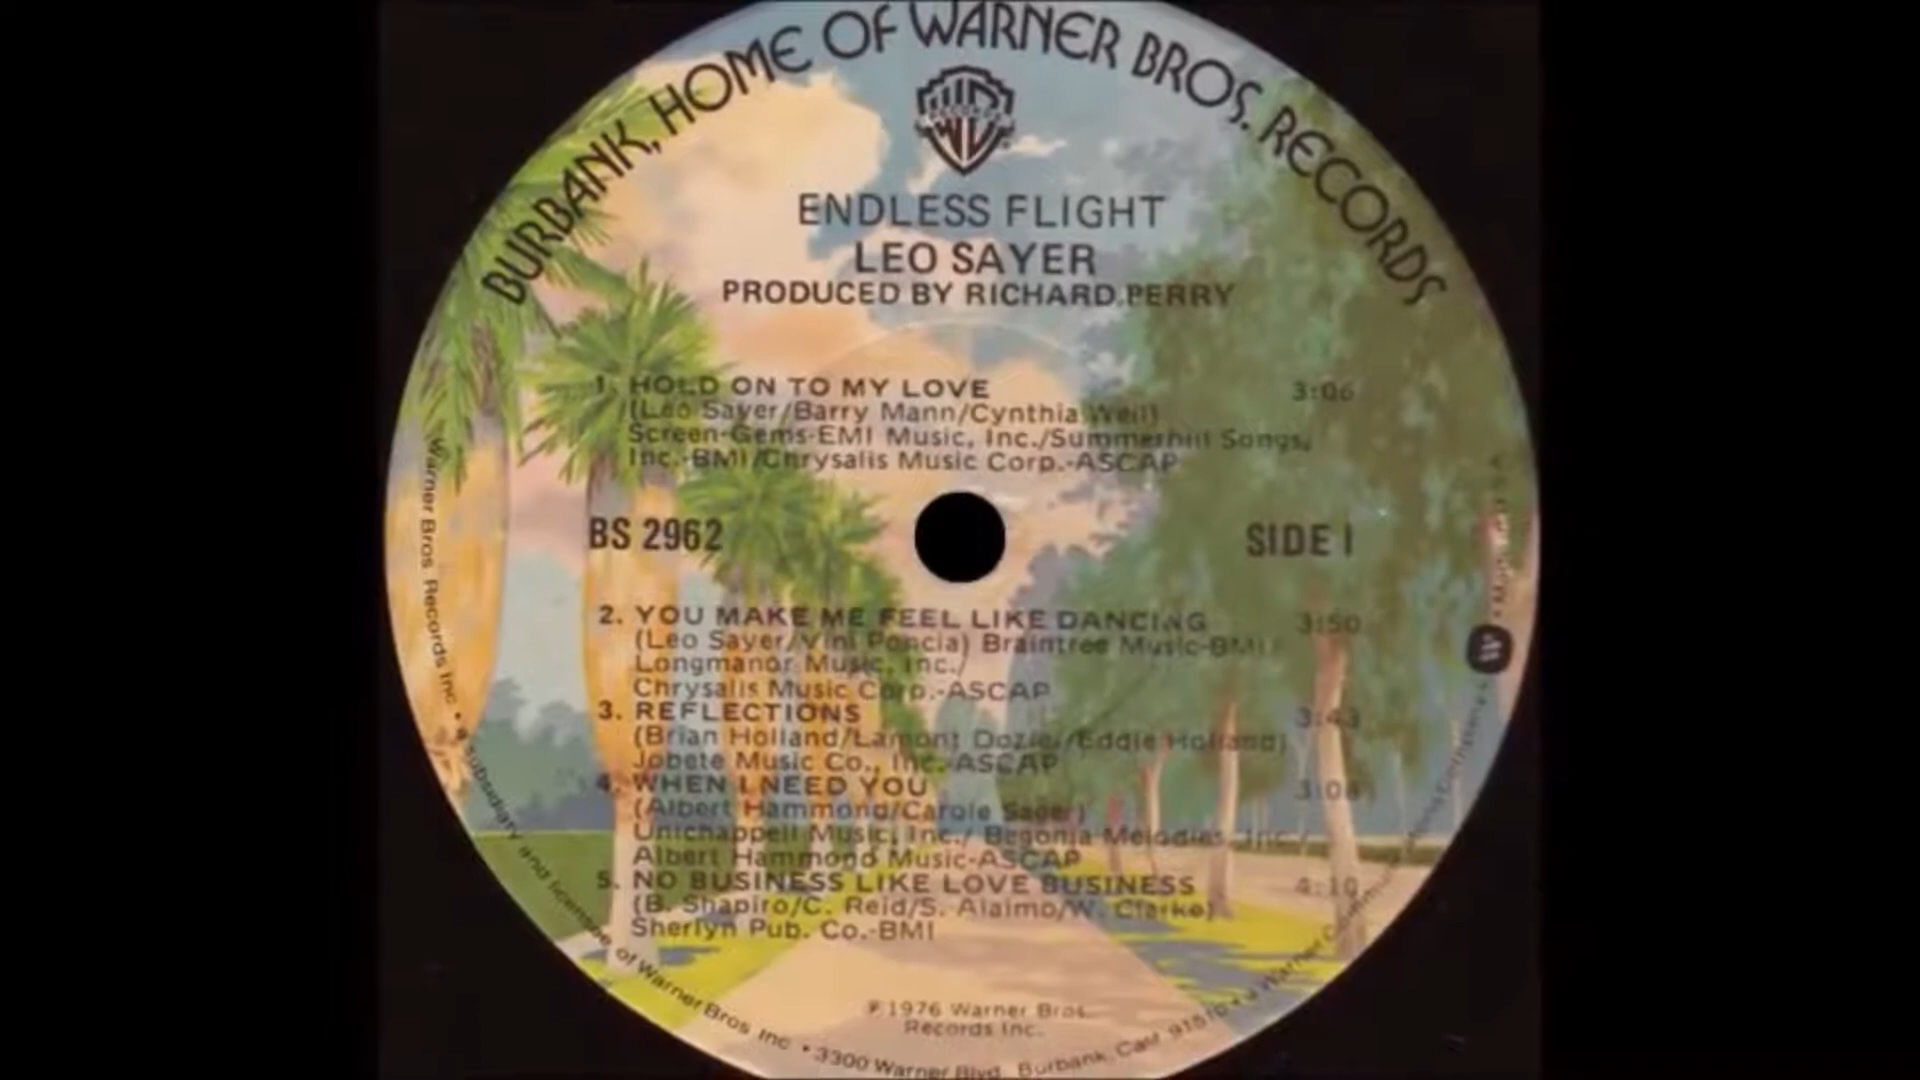 BURBANK, HOME OF WARNER BROS. RECORDS
RECORDS
ENDLESS FLIGHT
LEO SAYER
PRODUCED BY RICHARD PERRY
1. HOLD ON TO MY LOVE 3:06
(Leo Sayer/Barry Mann/Cynthia Weil)
Screen-Gems-EMI Music, Inc./Summerhill Songs,
Inc.-BMI/Chrysalis Music Corp.-ASCAP
BS 2962 SIDE I
2. YOU MAKE ME FEEL LIKE DANCING 3:50
(Leo Sayer/Vini Poncia) Braintree Music-BMI/
Longmanor Music, Inc./
Chrysalis Music Corp.-ASCAP
3. REFLECTIONS 3:43
(Brian Holland/Lamont Dozier/Eddie Holland)
Jobete Music Co., Inc.-ASCAP
4. WHEN I NEED YOU
(Albert Hammond/Carole Sager)
Unichappell Music, Inc./ Begonia Melodies, Inc./
Albert Hammond Music-ASCAP
5. NO BUSINESS LIKE LOVE BUSINESS 4:10
(B. Shapiro/C. Reid/S. Alaimo/W. Clarke)
Sherlyn Pub. Co.-BMI
℗ 1976 Warner Bros.
Records Inc.
Warner Bros. Records Inc. • a subsidiary and licensee of Warner Bros. Inc. • 3300 Warner Blvd., Burbank, Calif. 91510 • a Warner Communications Company